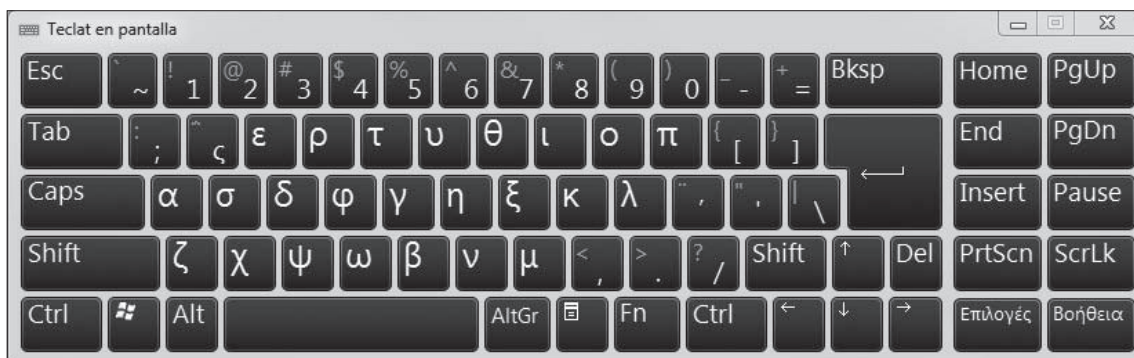 Teclat en pantalla
Esc ` ~ ! 1 @ 2 # 3 $ 4 % 5 ^ 6 & 7 * 8 ( 9 ) 0 _ - + = Bksp Home PgUp
Tab : ; ς ε ρ τ υ θ ι ο π { [ } ] End PgDn
Caps α σ δ φ γ η ξ κ λ ¨ ΄ " ' | \ Insert Pause
Shift ζ χ ψ ω β ν μ < , > . ? / Shift ↑ Del PrtScn ScrLk
Ctrl Alt AltGr Fn Ctrl ← ↓ → Επιλογές Βοήθεια